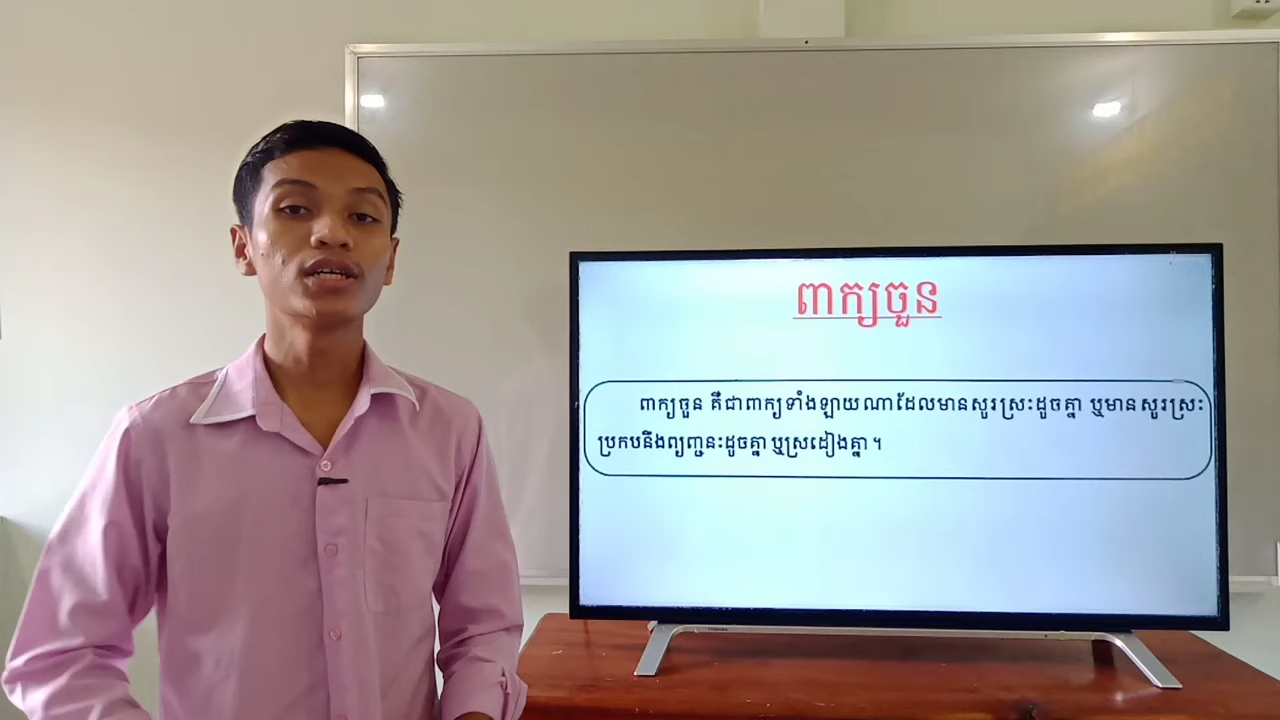 ពាក្យចួន
ពាក្យចួន គឺជាពាក្យទាំងឡាយណាដែលមានសូរស្រះដូចគ្នា ឬមានសូរស្រះ
ប្រកបនឹងព្យញ្ជនះដូចគ្នា ឬស្រដៀងគ្នា ។
TOSHIBA